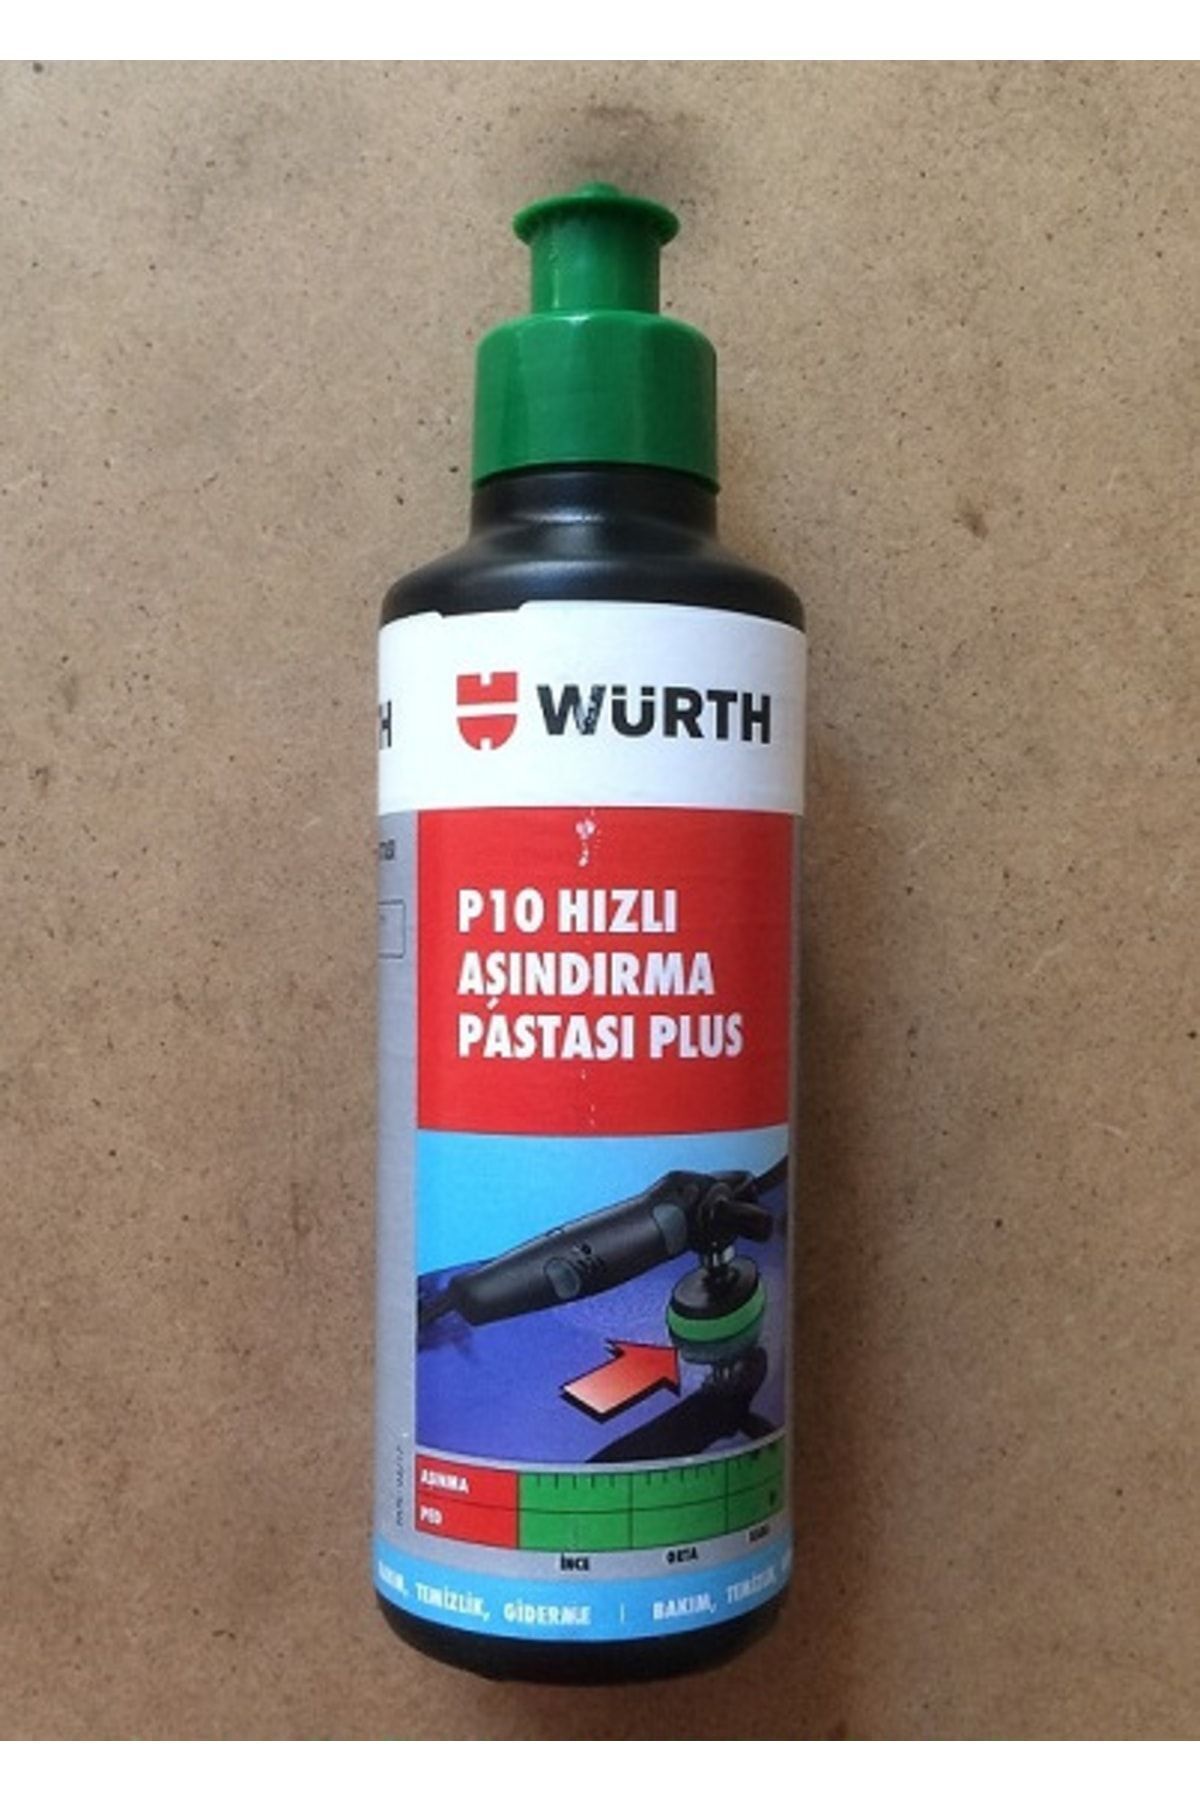 WÜRTH
P10 HIZLI
AŞINDIRMA
PASTASI PLUS
AŞINMA
PED
İNCE
ORTA
TEMİZLİK, GİDERME | BAKIM,